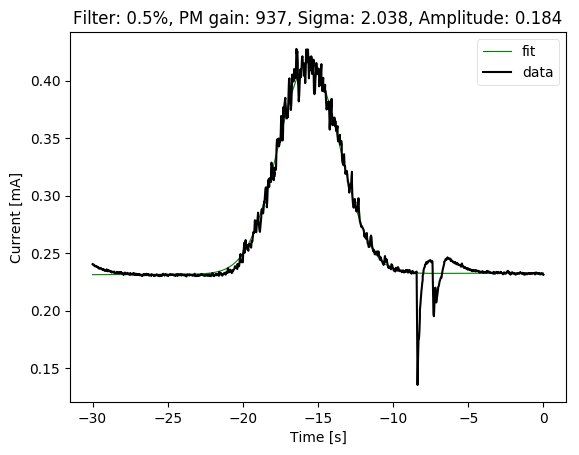 Filter: 0.5%, PM gain: 937, Sigma: 2.038, Amplitude: 0.184
fit
data
0.40
0.35
0.30
0.25
0.20
0.15
Current [mA]
−30
−25
−20
−15
−10
−5
0
Time [s]